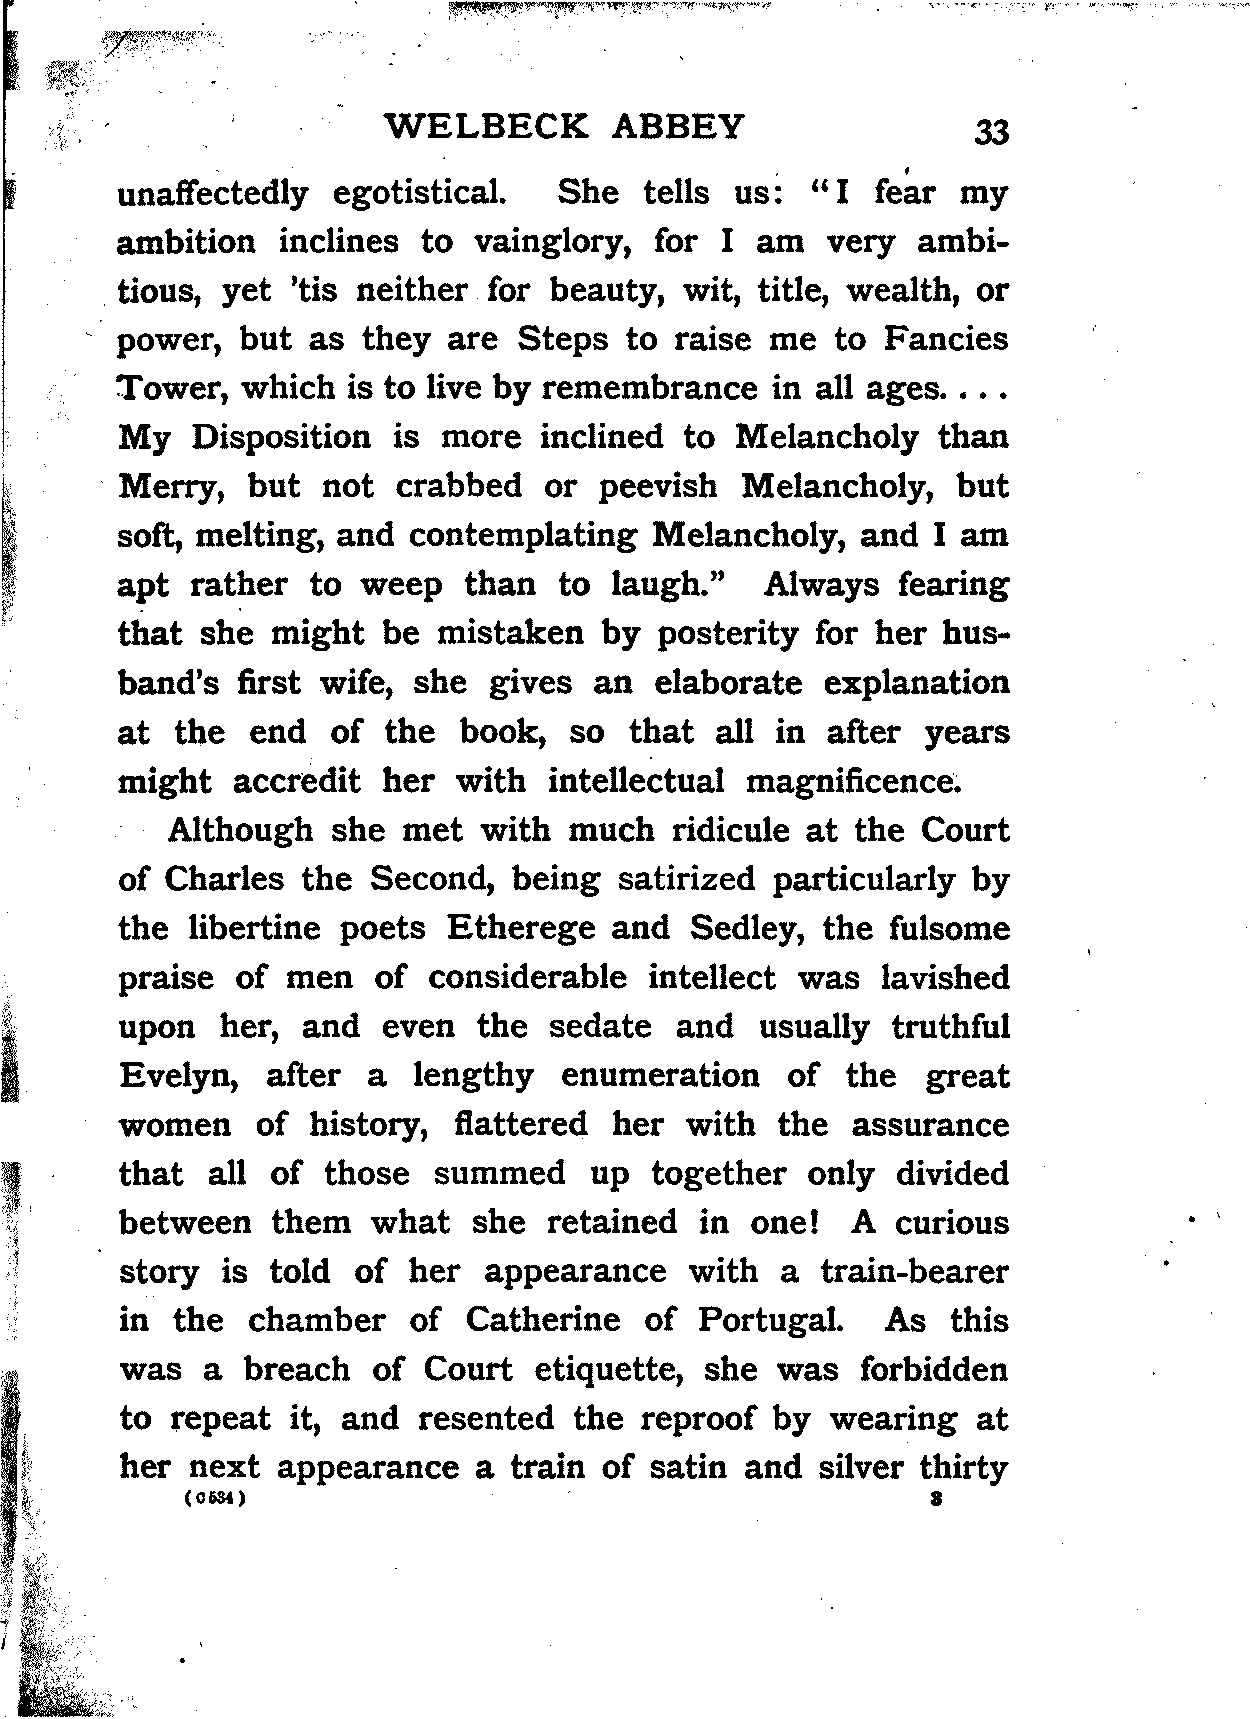 WELBECK ABBEY 33
unaffectedly egotistical. She tells us: "I fear my
ambition inclines to vainglory, for I am very ambi-
tious, yet 'tis neither for beauty, wit, title, wealth, or
power, but as they are Steps to raise me to Fancies
Tower, which is to live by remembrance in all ages. . . .
My Disposition is more inclined to Melancholy than
Merry, but not crabbed or peevish Melancholy, but
soft, melting, and contemplating Melancholy, and I am
apt rather to weep than to laugh." Always fearing
that she might be mistaken by posterity for her hus-
band's first wife, she gives an elaborate explanation
at the end of the book, so that all in after years
might accredit her with intellectual magnificence.
Although she met with much ridicule at the Court
of Charles the Second, being satirized particularly by
the libertine poets Etherege and Sedley, the fulsome
praise of men of considerable intellect was lavished
upon her, and even the sedate and usually truthful
Evelyn, after a lengthy enumeration of the great
women of history, flattered her with the assurance
that all of those summed up together only divided
between them what she retained in one! A curious
story is told of her appearance with a train-bearer
in the chamber of Catherine of Portugal. As this
was a breach of Court etiquette, she was forbidden
to repeat it, and resented the reproof by wearing at
her next appearance a train of satin and silver thirty
(C 534) 3